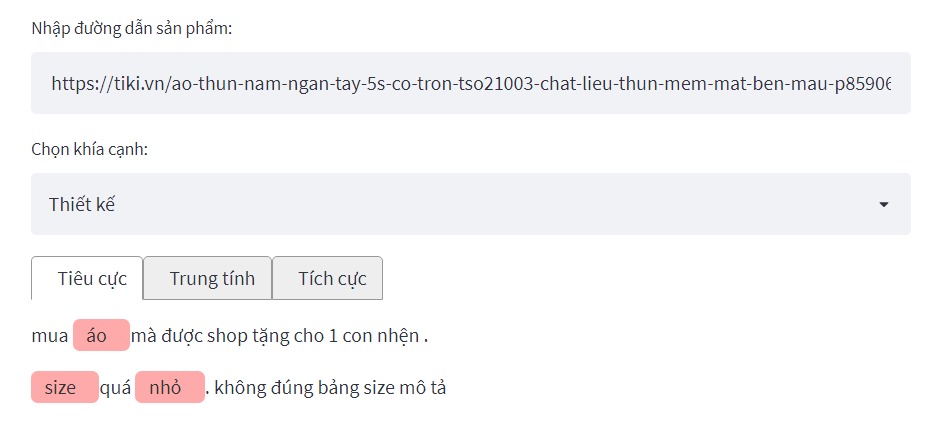 Nhập đường dẫn sản phẩm:
https://tiki.vn/ao-thun-nam-ngan-tay-5s-co-tron-tso21003-chat-lieu-thun-mem-mat-ben-mau-p85906
Chọn khía cạnh:
Thiết kế
Tiêu cực Trung tính Tích cực
mua áo mà được shop tặng cho 1 con nhện .
size quá nhỏ . không đúng bảng size mô tả